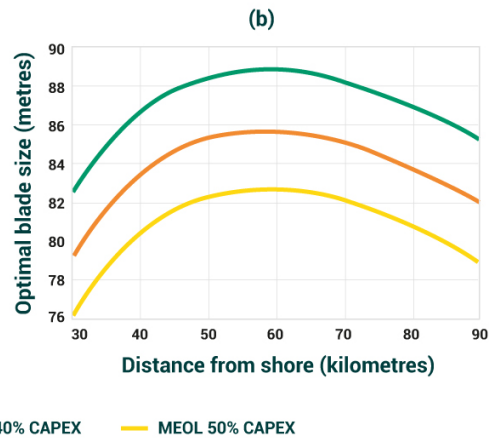 (b)
Optimal blade size (metres)
90
88
86
84
82
80
78
76
30 40 50 60 70 80 90
Distance from shore (kilometres)
40% CAPEX MEOL 50% CAPEX